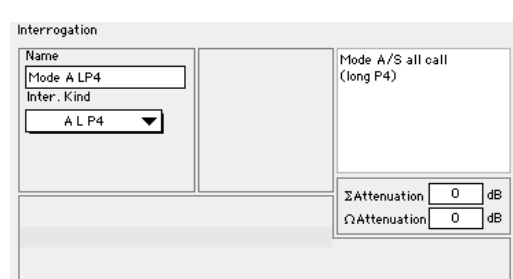 Interrogation
Name
Mode A LP4
Inter. Kind
A L P4
Mode A/S all call
(long P4)
ΣAttenuation 0 dB
ΩAttenuation 0 dB